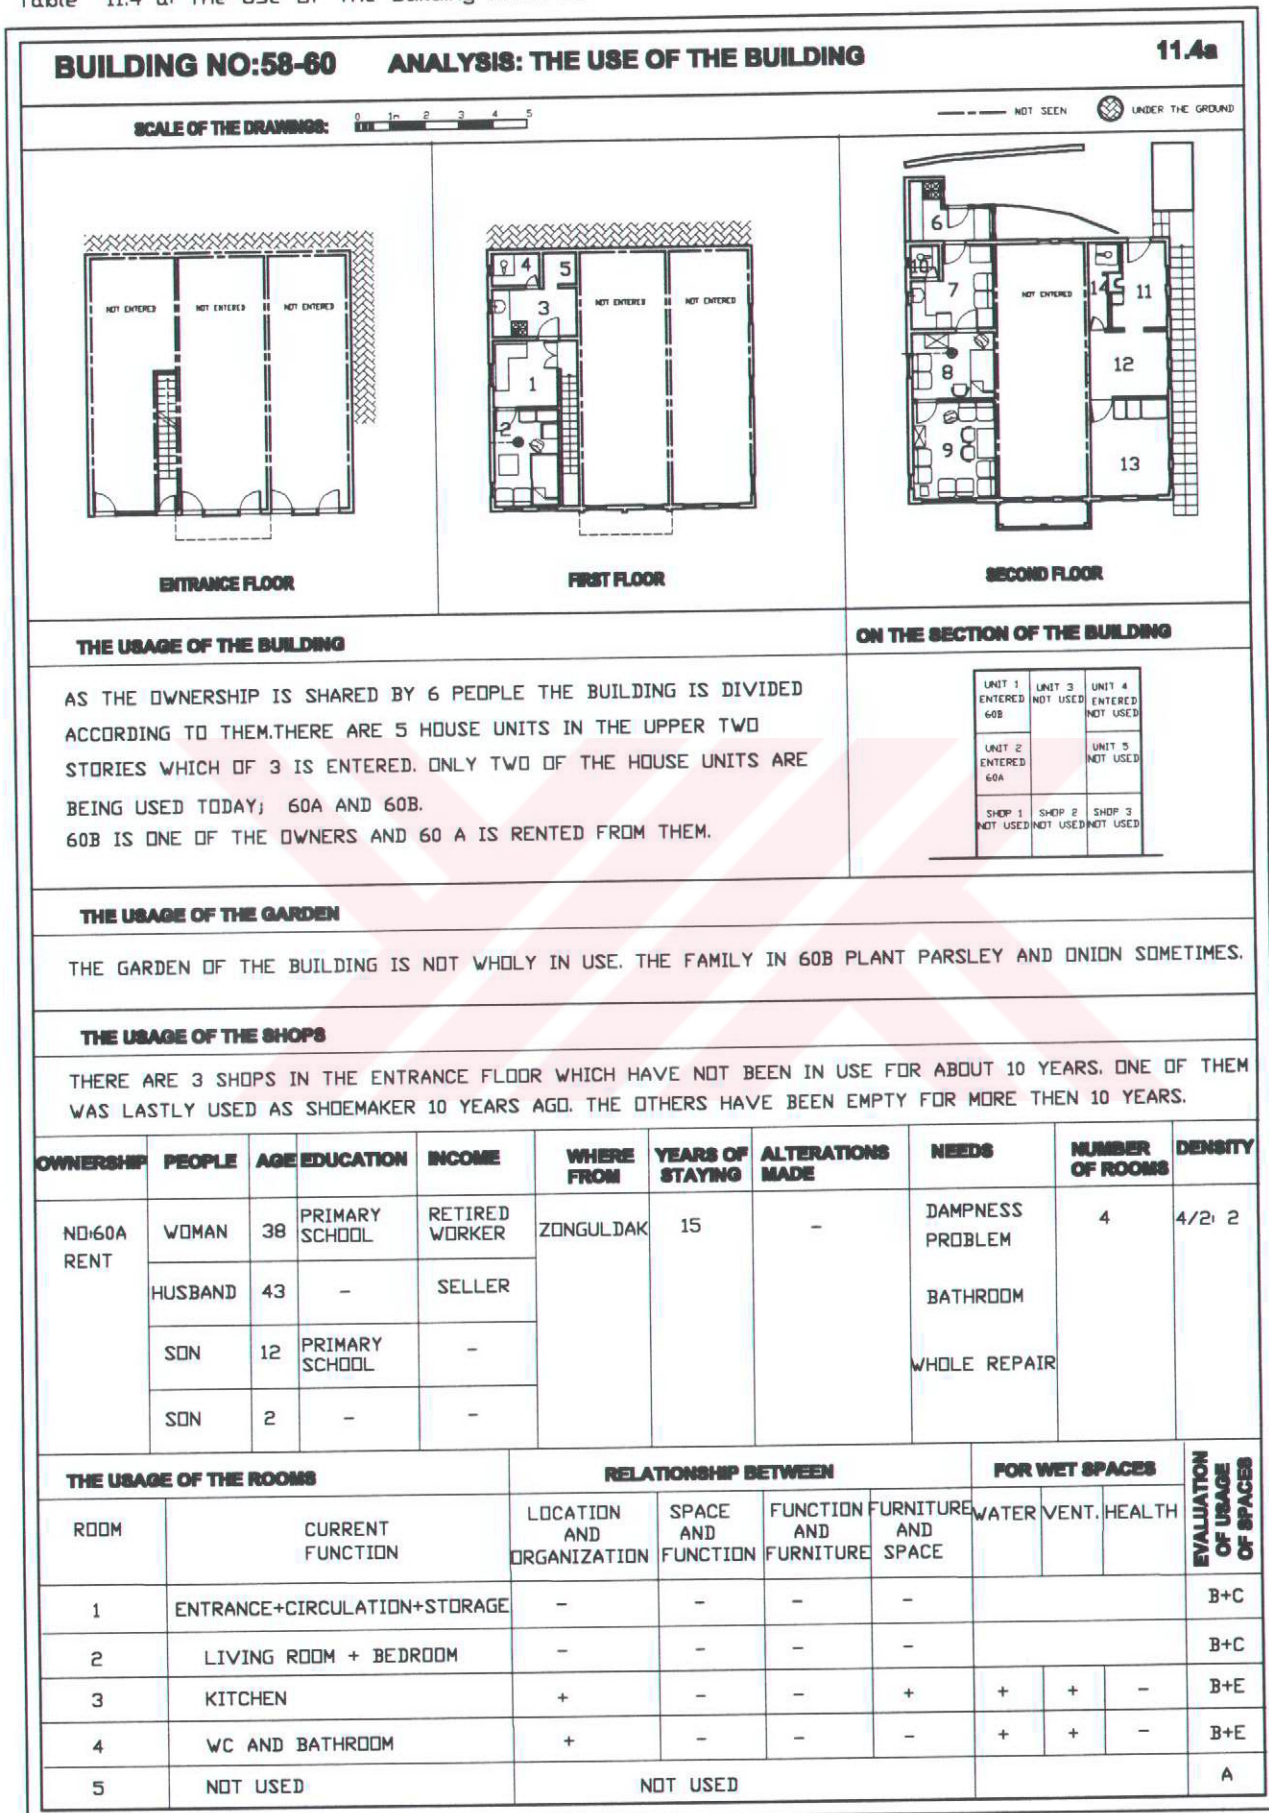 BUILDING NO:58-60 ANALYSIS: THE USE OF THE BUILDING 11.4a
SCALE OF THE DRAWINGS: 0 1m 2 3 4 5
NOT SEEN
UNDER THE GROUND
NOT ENTERED NOT ENTERED NOT ENTERED
ENTRANCE FLOOR
4 5
3
1
2
NOT ENTERED NOT ENTERED
FIRST FLOOR
6
10
7
8
9
NOT ENTERED
14 11
12
13
SECOND FLOOR
THE USAGE OF THE BUILDING
AS THE OWNERSHIP IS SHARED BY 6 PEOPLE THE BUILDING IS DIVIDED
ACCORDING TO THEM.THERE ARE 5 HOUSE UNITS IN THE UPPER TWO
STORIES WHICH OF 3 IS ENTERED. ONLY TWO OF THE HOUSE UNITS ARE
BEING USED TODAY; 60A AND 60B.
60B IS ONE OF THE OWNERS AND 60 A IS RENTED FROM THEM.
ON THE SECTION OF THE BUILDING
UNIT 1 UNIT 3 UNIT 4
ENTERED NOT USED ENTERED
60B NOT USED
UNIT 2 UNIT 5
ENTERED NOT USED
60A
SHOP 1 SHOP 2 SHOP 3
NOT USED NOT USED NOT USED
THE USAGE OF THE GARDEN
THE GARDEN OF THE BUILDING IS NOT WHOLY IN USE. THE FAMILY IN 60B PLANT PARSLEY AND ONION SOMETIMES.
THE USAGE OF THE SHOPS
THERE ARE 3 SHOPS IN THE ENTRANCE FLOOR WHICH HAVE NOT BEEN IN USE FOR ABOUT 10 YEARS. ONE OF THEM
WAS LASTLY USED AS SHOEMAKER 10 YEARS AGO. THE OTHERS HAVE BEEN EMPTY FOR MORE THEN 10 YEARS.
OWNERSHIP PEOPLE AGE EDUCATION INCOME WHERE FROM YEARS OF STAYING ALTERATIONS MADE NEEDS NUMBER OF ROOMS DENSITY
NO:60A RENT WOMAN 38 PRIMARY SCHOOL RETIRED WORKER ZONGULDAK 15 - DAMPNESS PROBLEM 4 4/2: 2
HUSBAND 43 - SELLER BATHROOM
SON 12 PRIMARY SCHOOL - WHOLE REPAIR
SON 2 - -
THE USAGE OF THE ROOMS RELATIONSHIP BETWEEN FOR WET SPACES EVALUATION OF USAGE OF SPACES
ROOM CURRENT FUNCTION LOCATION AND ORGANIZATION SPACE AND FUNCTION FUNCTION AND FURNITURE FURNITURE AND SPACE WATER VENT. HEALTH
1 ENTRANCE+CIRCULATION+STORAGE - - - - B+C
2 LIVING ROOM + BEDROOM - - - B+C
3 KITCHEN + - - + + + - B+E
4 WC AND BATHROOM + - - - + + - B+E
5 NOT USED NOT USED A